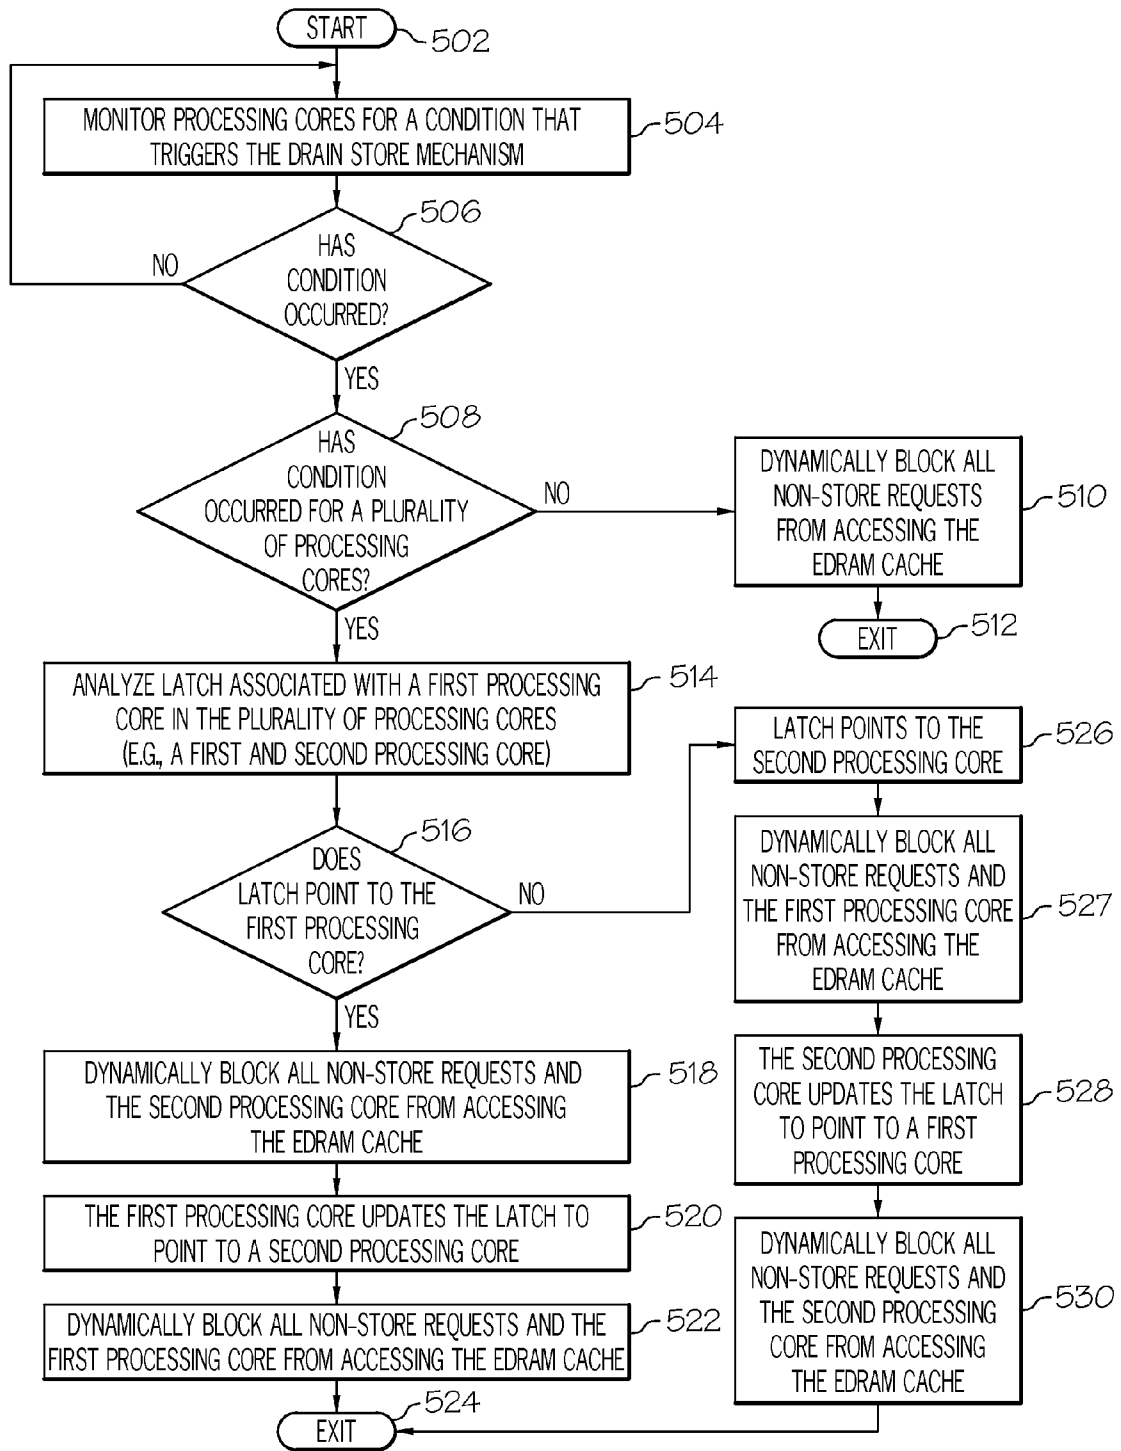 START
502
MONITOR PROCESSING CORES FOR A CONDITION THAT
TRIGGERS THE DRAIN STORE MECHANISM
504
506
HAS
CONDITION
OCCURRED?
NO
YES
508
HAS
CONDITION
OCCURRED FOR A PLURALITY
OF PROCESSING
CORES?
NO
DYNAMICALLY BLOCK ALL
NON-STORE REQUESTS
FROM ACCESSING THE
EDRAM CACHE
510
EXIT
512
YES
ANALYZE LATCH ASSOCIATED WITH A FIRST PROCESSING
CORE IN THE PLURALITY OF PROCESSING CORES
(E.G., A FIRST AND SECOND PROCESSING CORE)
514
516
DOES
LATCH POINT TO THE
FIRST PROCESSING
CORE?
NO
YES
DYNAMICALLY BLOCK ALL NON-STORE REQUESTS AND
THE SECOND PROCESSING CORE FROM ACCESSING
THE EDRAM CACHE
518
THE FIRST PROCESSING CORE UPDATES THE LATCH TO
POINT TO A SECOND PROCESSING CORE
520
DYNAMICALLY BLOCK ALL NON-STORE REQUESTS AND THE
FIRST PROCESSING CORE FROM ACCESSING THE EDRAM CACHE
522
LATCH POINTS TO THE
SECOND PROCESSING CORE
526
DYNAMICALLY BLOCK ALL
NON-STORE REQUESTS AND
THE FIRST PROCESSING CORE
FROM ACCESSING THE
EDRAM CACHE
527
THE SECOND PROCESSING
CORE UPDATES THE LATCH
TO POINT TO A FIRST
PROCESSING CORE
528
DYNAMICALLY BLOCK ALL
NON-STORE REQUESTS AND
THE SECOND PROCESSING
CORE FROM ACCESSING
THE EDRAM CACHE
530
EXIT
524